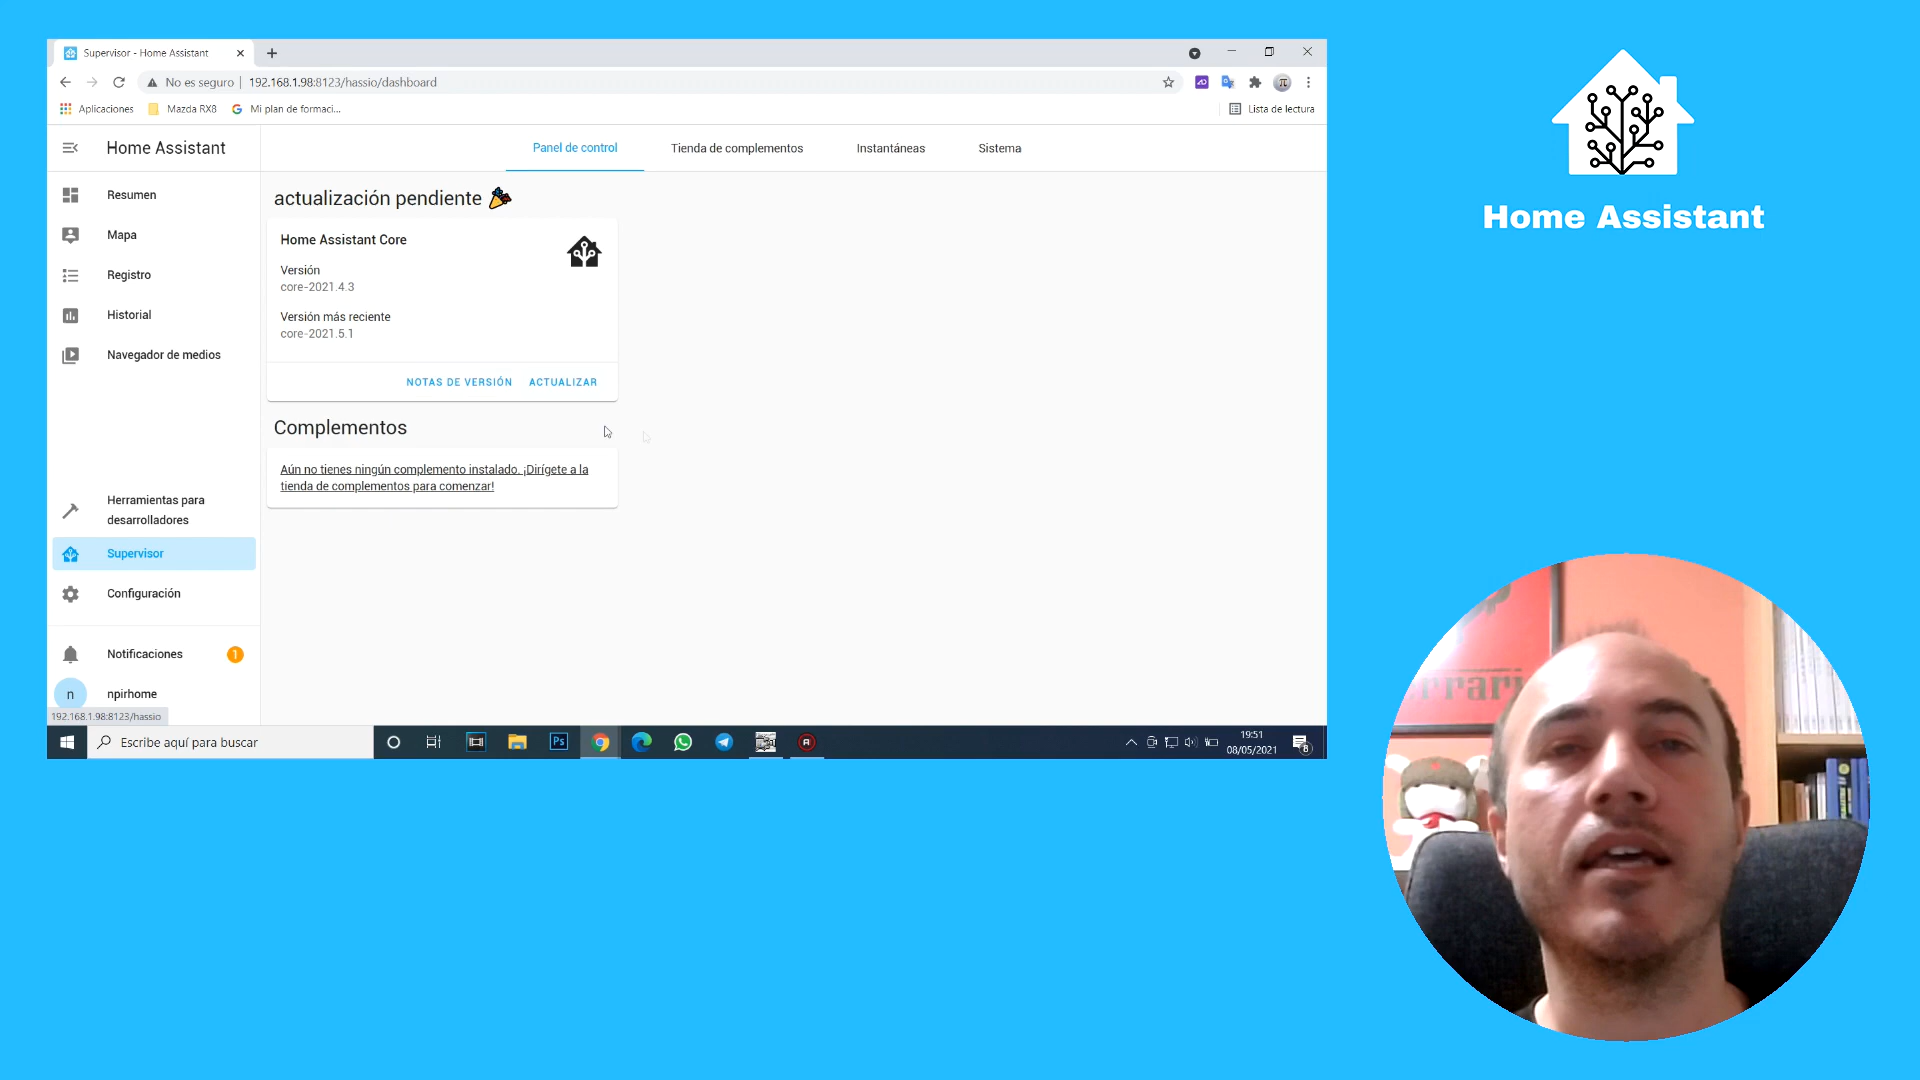 Supervisor - Home Assistant
No es seguro
192.168.1.98:8123/hassio/dashboard
Aplicaciones
Mazda RX8
Mi plan de formaci...
Lista de lectura
Home Assistant
Panel de control
Tienda de complementos
Instantáneas
Sistema
Resumen
Mapa
Registro
Historial
Navegador de medios
Herramientas para
desarrolladores
Supervisor
Configuración
Notificaciones
1
n
npirhome
192.168.1.98:8123/hassio
actualización pendiente
Home Assistant Core
Versión
core-2021.4.3
Versión más reciente
core-2021.5.1
NOTAS DE VERSIÓN
ACTUALIZAR
Complementos
Aún no tienes ningún complemento instalado. ¡Dirígete a la
tienda de complementos para comenzar!
Escribe aquí para buscar
Ps
19:51
08/05/2021
8
Home Assistant